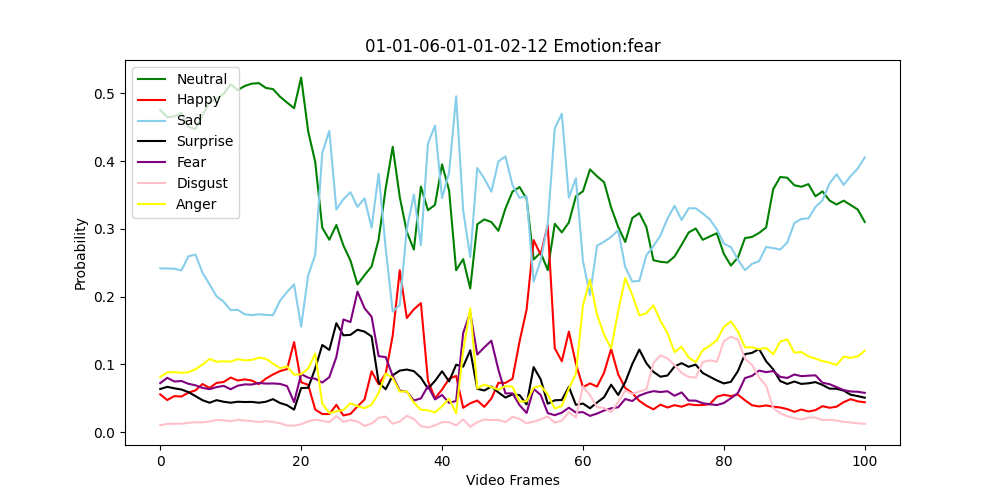 01-01-06-01-01-02-12 Emotion:fear
Neutral
Happy
Sad
Surprise
Fear
Disgust
Anger
Probability
0.5
0.4
0.3
0.2
0.1
0.0
0 20 40 60 80 100
Video Frames